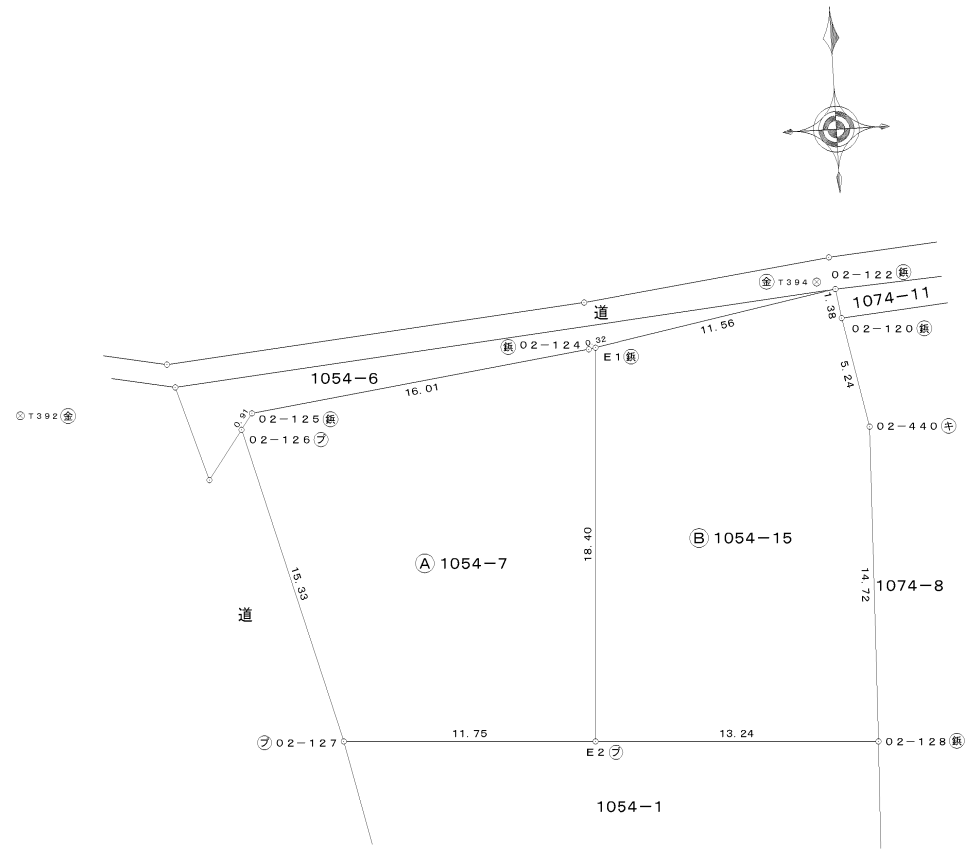 金 T394
02-122 鋲
1074-11
道
1.38
11.56
02-120 鋲
鋲 02-124
0.32
E1 鋲
1054-6
16.01
5.24
T392 金
0.91
02-125 鋲
02-126 プ
02-440 キ
18.40
B 1054-15
A 1054-7
15.33
14.72
1074-8
道
プ 02-127
11.75
13.24
02-128 鋲
E2 プ
1054-1